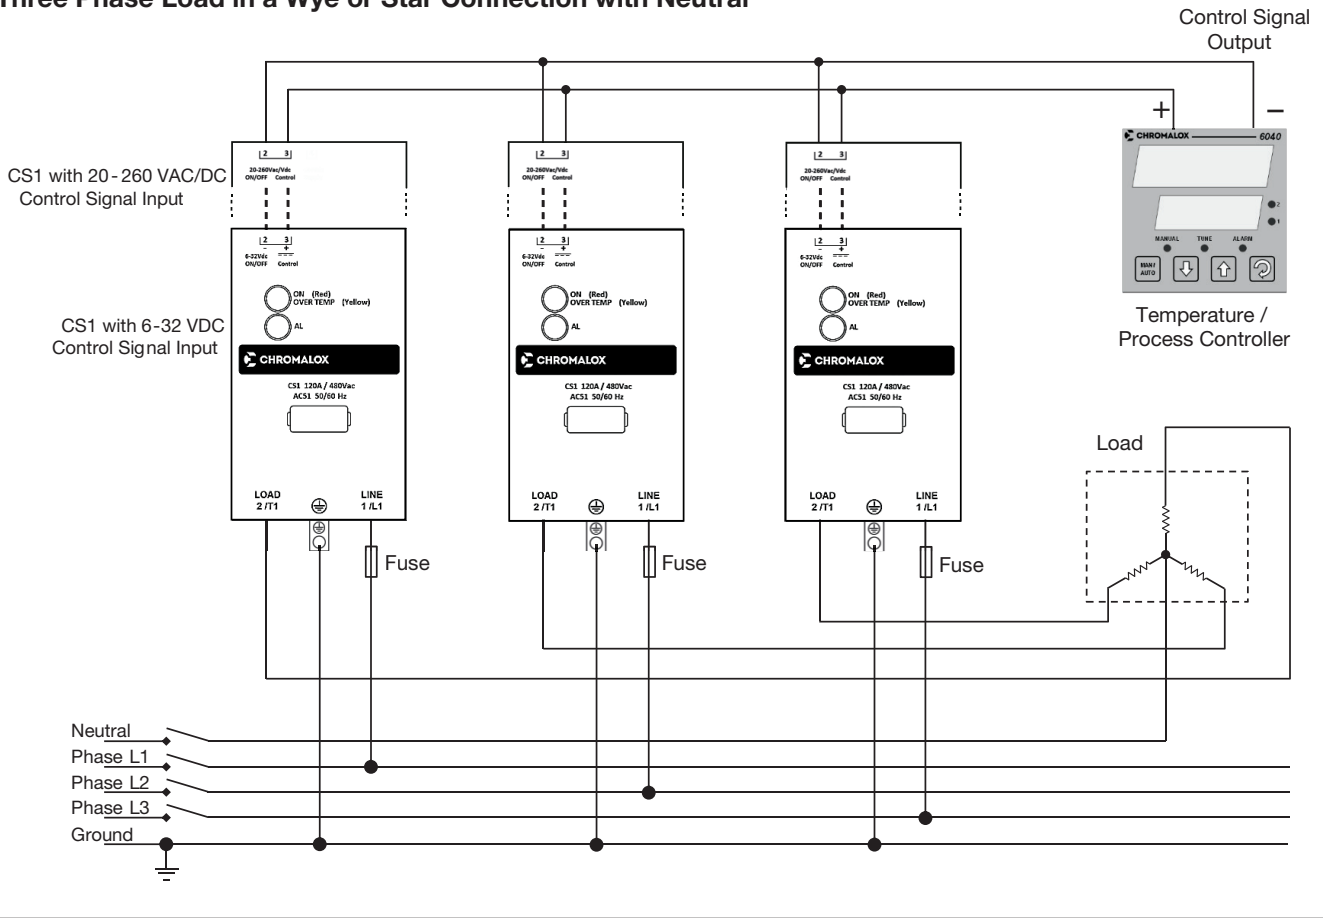 Three Phase Load in a Wye or Star Connection with Neutral
Control Signal
Output
+
−
CHROMALOX 6040
2
1
MANUAL TUNE ALARM
MAN/
AUTO
Temperature /
Process Controller
CS1 with 20-260 VAC/DC
Control Signal Input
CS1 with 6-32 VDC
Control Signal Input
2 3
20-260Vac/Vdc
ON/OFF Control
2 3
- +
6-32Vdc
ON/OFF Control
ON (Red)
OVER TEMP (Yellow)
AL
CHROMALOX
CS1 120A / 480Vac
AC51 50/60 Hz
LOAD
2 /T1
LINE
1 /L1
Fuse
2 3
20-260Vac/Vdc
ON/OFF Control
2 3
- +
6-32Vdc
ON/OFF Control
ON (Red)
OVER TEMP (Yellow)
AL
CHROMALOX
CS1 120A / 480Vac
AC51 50/60 Hz
LOAD
2 /T1
LINE
1 /L1
Fuse
2 3
20-260Vac/Vdc
ON/OFF Control
2 3
- +
6-32Vdc
ON/OFF Control
ON (Red)
OVER TEMP (Yellow)
AL
CHROMALOX
CS1 120A / 480Vac
AC51 50/60 Hz
LOAD
2 /T1
LINE
1 /L1
Fuse
Load
Neutral
Phase L1
Phase L2
Phase L3
Ground